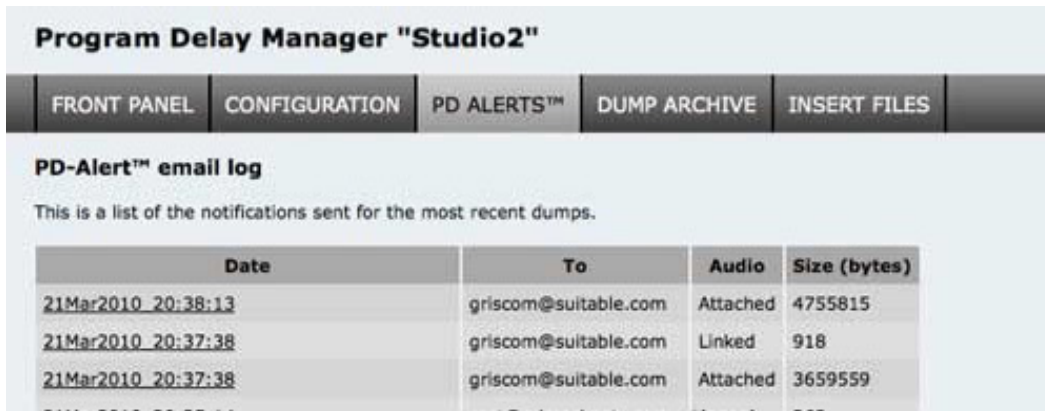 Program Delay Manager "Studio2"
FRONT PANEL CONFIGURATION PD ALERTS™ DUMP ARCHIVE INSERT FILES
PD-Alert™ email log
This is a list of the notifications sent for the most recent dumps.
Date To Audio Size (bytes)
21Mar2010_20:38:13 griscom@suitable.com Attached 4755815
21Mar2010_20:37:38 griscom@suitable.com Linked 918
21Mar2010_20:37:38 griscom@suitable.com Attached 3659559